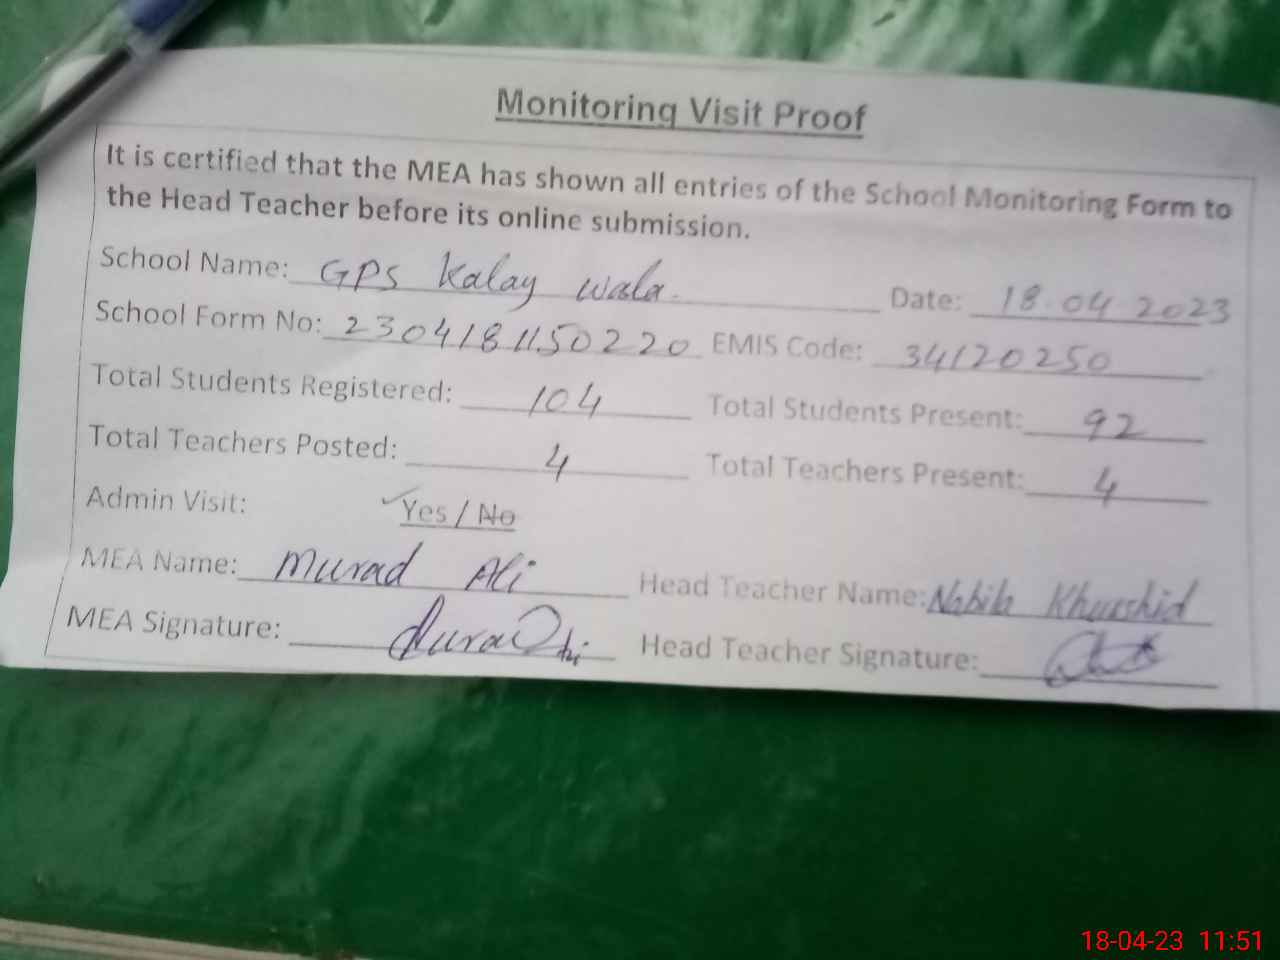 Monitoring Visit Proof
It is certified that the MEA has shown all entries of the School Monitoring Form to
the Head Teacher before its online submission.
School Name: GPS Kalay wala. Date: 18.04.2023
School Form No: 2304181150220 EMIS Code: 34120250
Total Students Registered: 104 Total Students Present: 92
Total Teachers Posted: 4 Total Teachers Present: 4
Admin Visit: Yes / No
MEA Name: Murad Ali Head Teacher Name: Nabila Khurshid
MEA Signature: Head Teacher Signature:
18-04-23 11:51